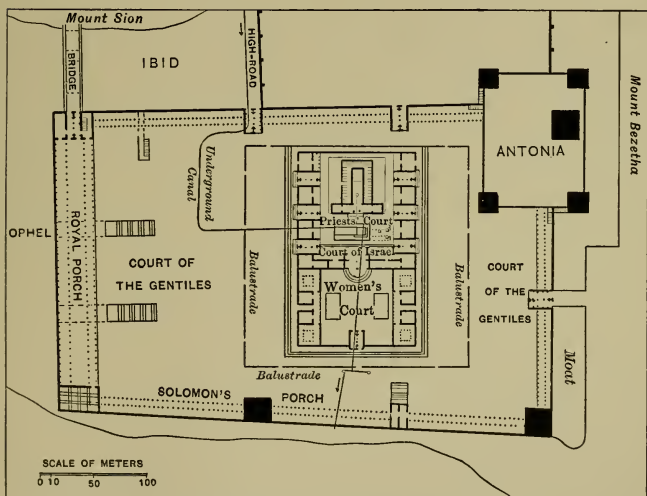 Mount Sion
BRIDGE
IBID
HIGH-ROAD
Mount Bezetha
ANTONIA
Underground
Canal
Priests' Court
Court of Israel
Women's
Court
OPHEL
ROYAL PORCH
COURT OF
THE GENTILES
Balustrade
Balustrade
COURT
OF THE
GENTILES
Moat
Balustrade
SOLOMON'S PORCH
SCALE OF METERS
0 10 50 100